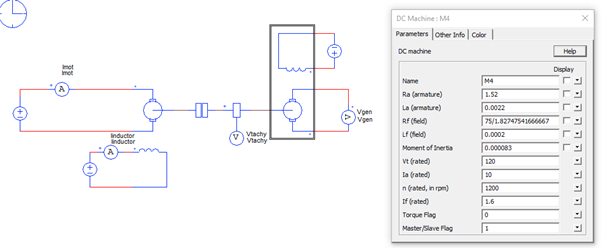 Imot
Imot
A
Iinductor
Iinductor
A
V
Vtachy
Vtachy
V
Vgen
Vgen
DC Machine : M4
Parameters Other Info Color
DC machine Help
Display
Name M4
Ra (armature) 1.52
La (armature) 0.0022
Rf (field) 75/1.82747541666667
Lf (field) 0.0002
Moment of Inertia 0.000083
Vt (rated) 120
Ia (rated) 10
n (rated, in rpm) 1200
If (rated) 1.6
Torque Flag 0
Master/Slave Flag 1